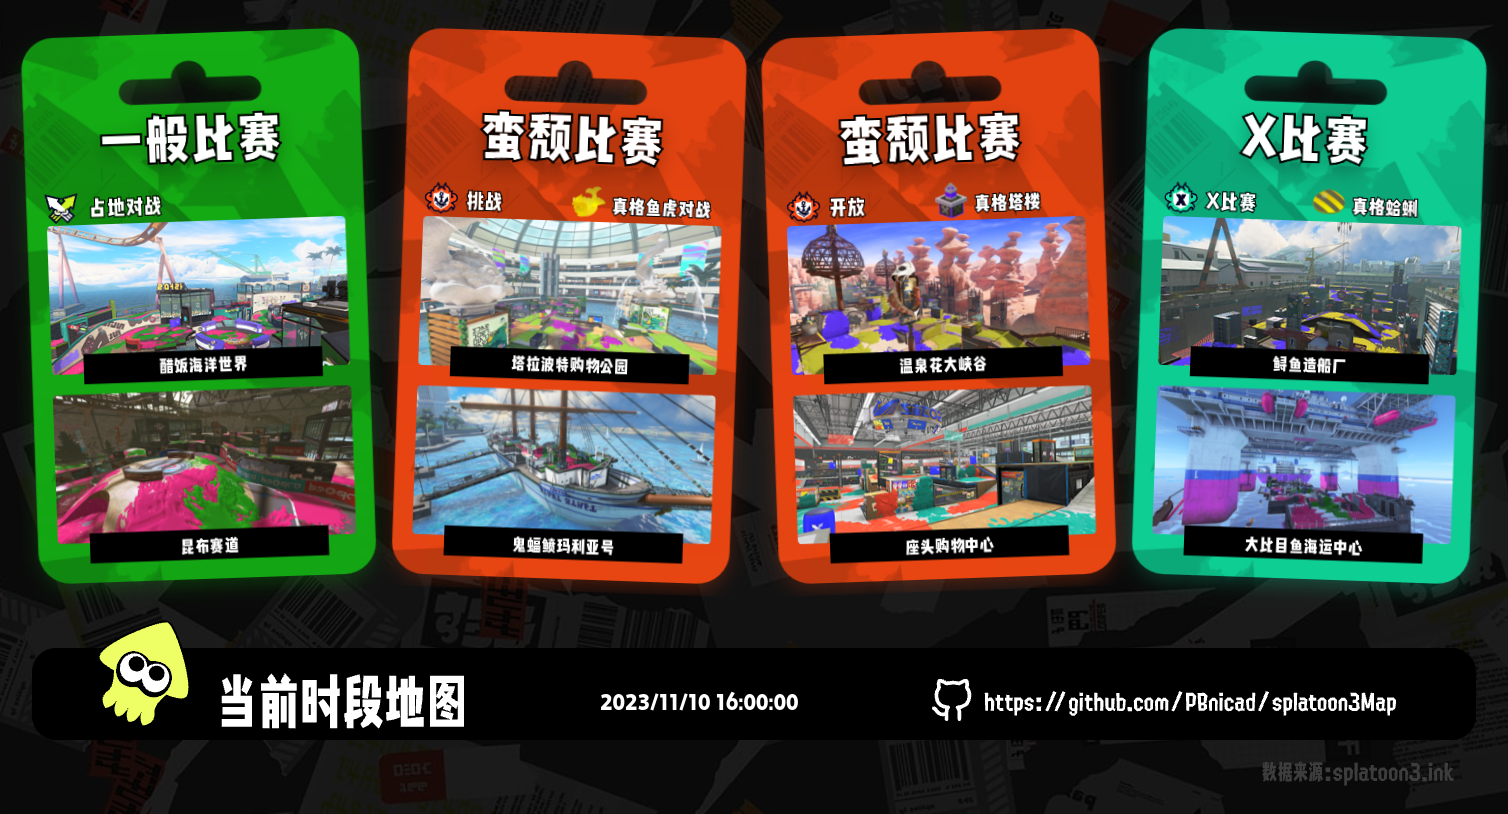 一般比赛
占地对战
醋饭海洋世界
昆布赛道
蛮颓比赛
挑战
真格鱼虎对战
塔拉波特购物公园
鬼蝠鲼玛利亚号
蛮颓比赛
开放
真格塔楼
温泉花大峡谷
座头购物中心
X比赛
X比赛
真格蛤蜊
鲟鱼造船厂
大比目鱼海运中心
当前时段地图
2023/11/10 16:00:00
https://github.com/PBnicad/splatoon3Map
数据来源:splatoon3.ink